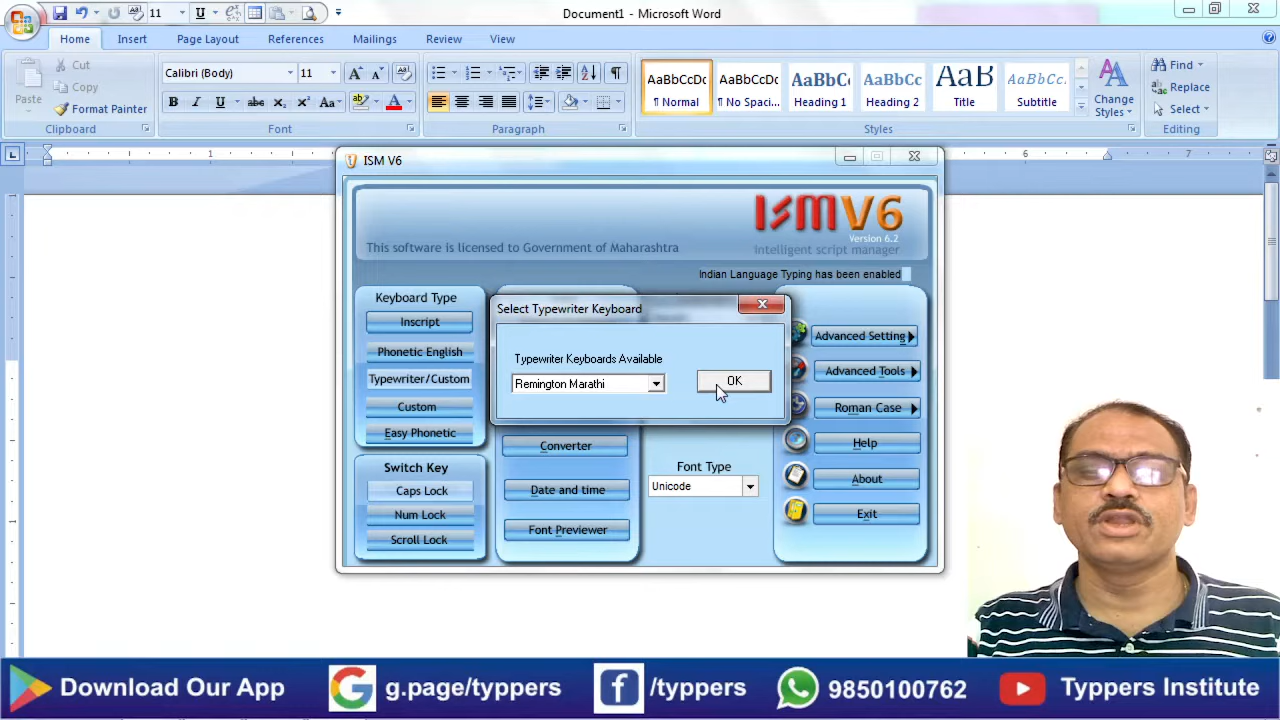 11
Document1 - Microsoft Word
Home Insert Page Layout References Mailings Review View
Paste
Cut
Copy
Format Painter
Clipboard
Calibri (Body) 11
Font
Paragraph
AaBbCcDc AaBbCcDc AaBbC AaBbCc AaB AaBbCc.
¶ Normal ¶ No Spaci... Heading 1 Heading 2 Title Subtitle
Change
Styles
Styles
Find
Replace
Select
Editing
1 6 7
ISM V6
ISM V6
Version 6.2
This software is licensed to Government of Maharashtra
Intelligent script manager
Indian Language Typing has been enabled
Keyboard Type
Inscript
Phonetic English
Typewriter/Custom
Custom
Easy Phonetic
Switch Key
Caps Lock
Num Lock
Scroll Lock
Select Typewriter Keyboard
Typewriter Keyboards Available
Remington Marathi
OK
Converter
Date and time
Font Previewer
Font Type
Unicode
Advanced Setting
Advanced Tools
Roman Case
Help
About
Exit
Download Our App
g.page/typpers
/typpers
9850100762
Typpers Institute